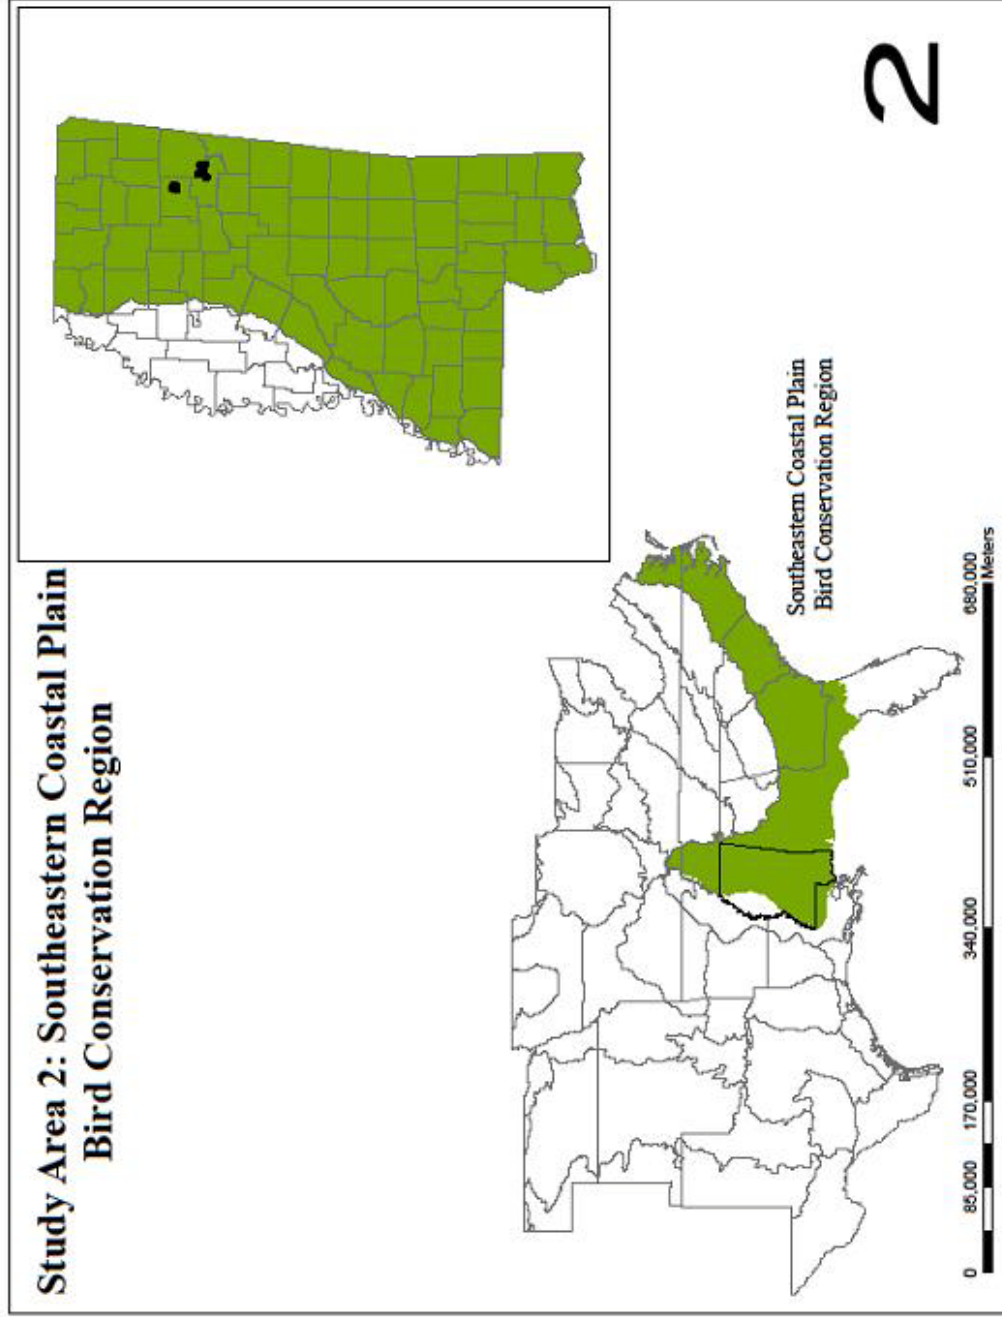 Study Area 2: Southeastern Coastal Plain
Bird Conservation Region
Southeastern Coastal Plain
Bird Conservation Region
2
0 85,000 170,000 340,000 510,000 680,000
Meters